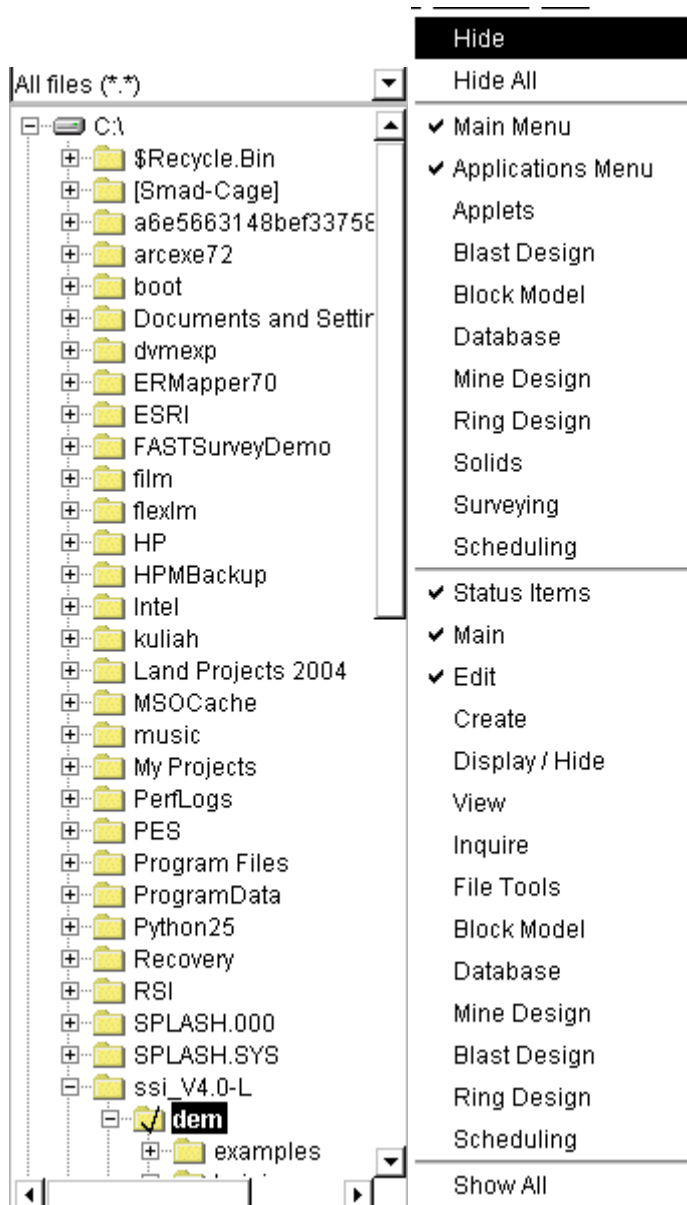 All files (*.*)
C:\
$Recycle.Bin
[Smad-Cage]
a6e5663148bef33758
arcexe72
boot
Documents and Settin
dvmexp
ERMapper70
ESRI
FASTSurveyDemo
film
flexlm
HP
HPMBackup
Intel
kuliah
Land Projects 2004
MSOCache
music
My Projects
PerfLogs
PES
Program Files
ProgramData
Python25
Recovery
RSI
SPLASH.000
SPLASH.SYS
ssi_V4.0-L
dem
examples
Hide
Hide All
Main Menu
Applications Menu
Applets
Blast Design
Block Model
Database
Mine Design
Ring Design
Solids
Surveying
Scheduling
Status Items
Main
Edit
Create
Display / Hide
View
Inquire
File Tools
Block Model
Database
Mine Design
Blast Design
Ring Design
Scheduling
Show All